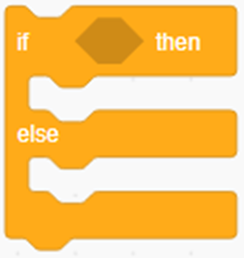 if then
else